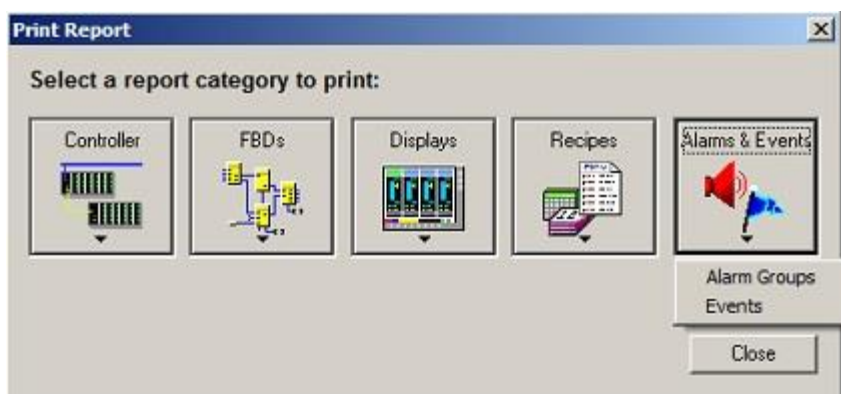 Print Report
Select a report category to print:
Controller
FBDs
Displays
Recipes
Alarms & Events
Alarm Groups
Events
Close